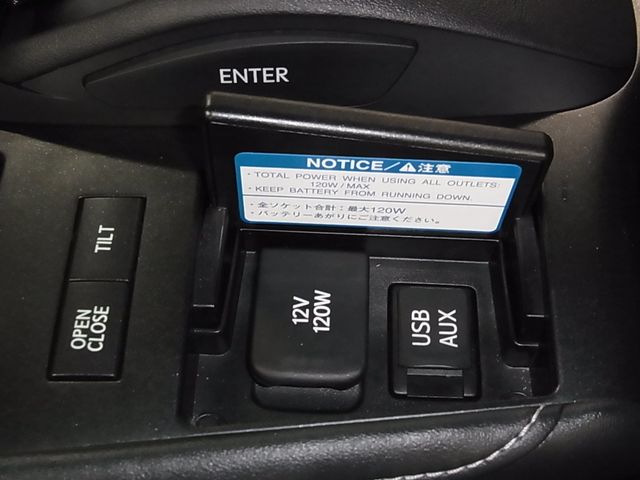 ENTER
NOTICE/⚠注意
・TOTAL POWER WHEN USING ALL OUTLETS:
120W/MAX
・KEEP BATTERY FROM RUNNING DOWN.
・全ソケット合計：最大120W
・バッテリーあがりにご注意ください。
TILT
OPEN
CLOSE
12V
120W
USB
AUX